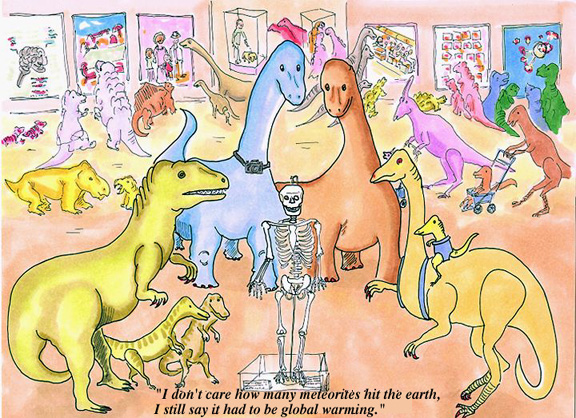 "I don't care how many meteorites hit the earth,
I still say it had to be global warming."